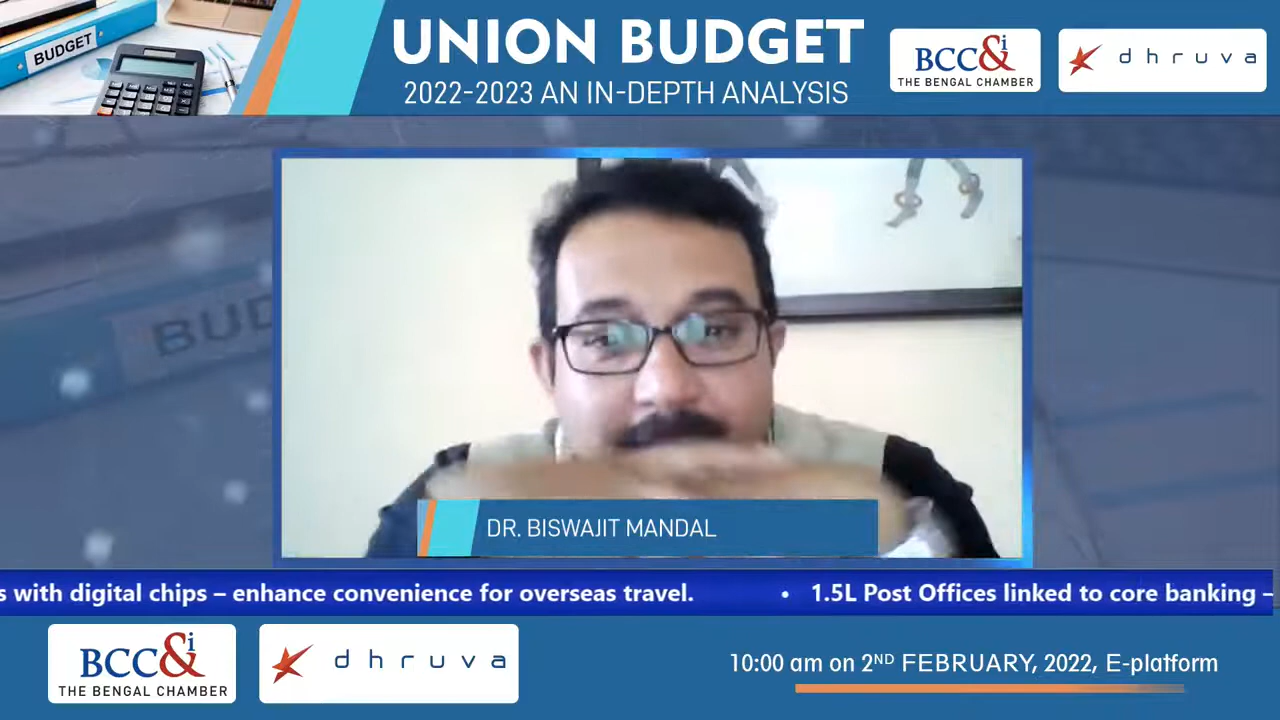 BUDGET
UNION BUDGET
2022-2023 AN IN-DEPTH ANALYSIS
BCC&i
THE BENGAL CHAMBER
dhruva
BUD
DR. BISWAJIT MANDAL
s with digital chips – enhance convenience for overseas travel. • 1.5L Post Offices linked to core banking –
BCC&i
THE BENGAL CHAMBER
dhruva
10:00 am on 2ND FEBRUARY, 2022, E-platform